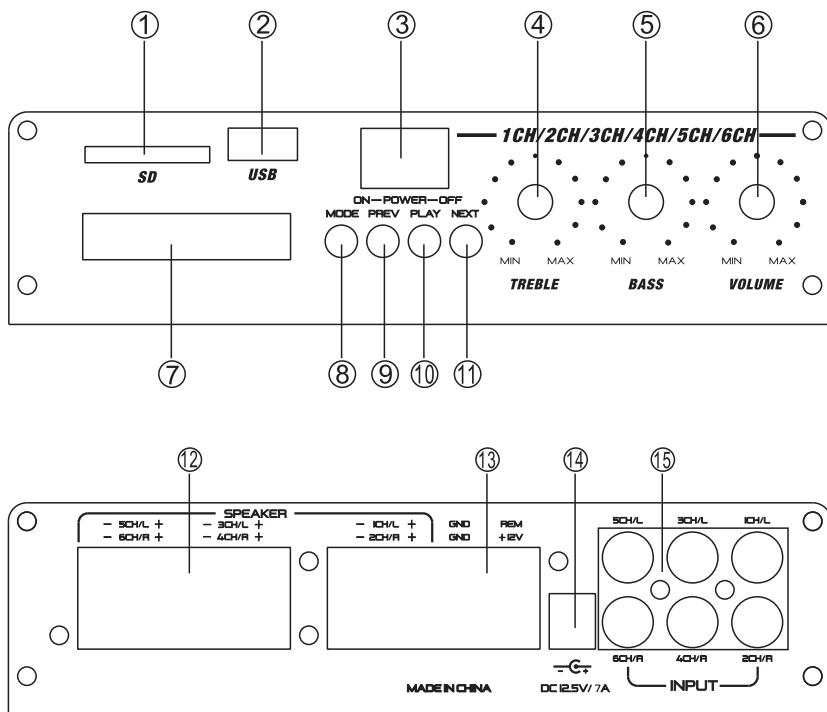 ① ② ③ ④ ⑤ ⑥
1CH/2CH/3CH/4CH/5CH/6CH
SD USB
ON—POWER—OFF
MODE PREV PLAY NEXT
MIN MAX MIN MAX MIN MAX
TREBLE BASS VOLUME
⑦ ⑧ ⑨ ⑩ ⑪
⑫ ⑬ ⑭ ⑮
SPEAKER
− 5CH/L + − 3CH/L + − 1CH/L + GND REM 5CH/L 3CH/L 1CH/L
− 6CH/R + − 4CH/R + − 2CH/R + GND +12V
6CH/R 4CH/R 2CH/R
− +
MADE IN CHINA DC 12.5V/7A INPUT